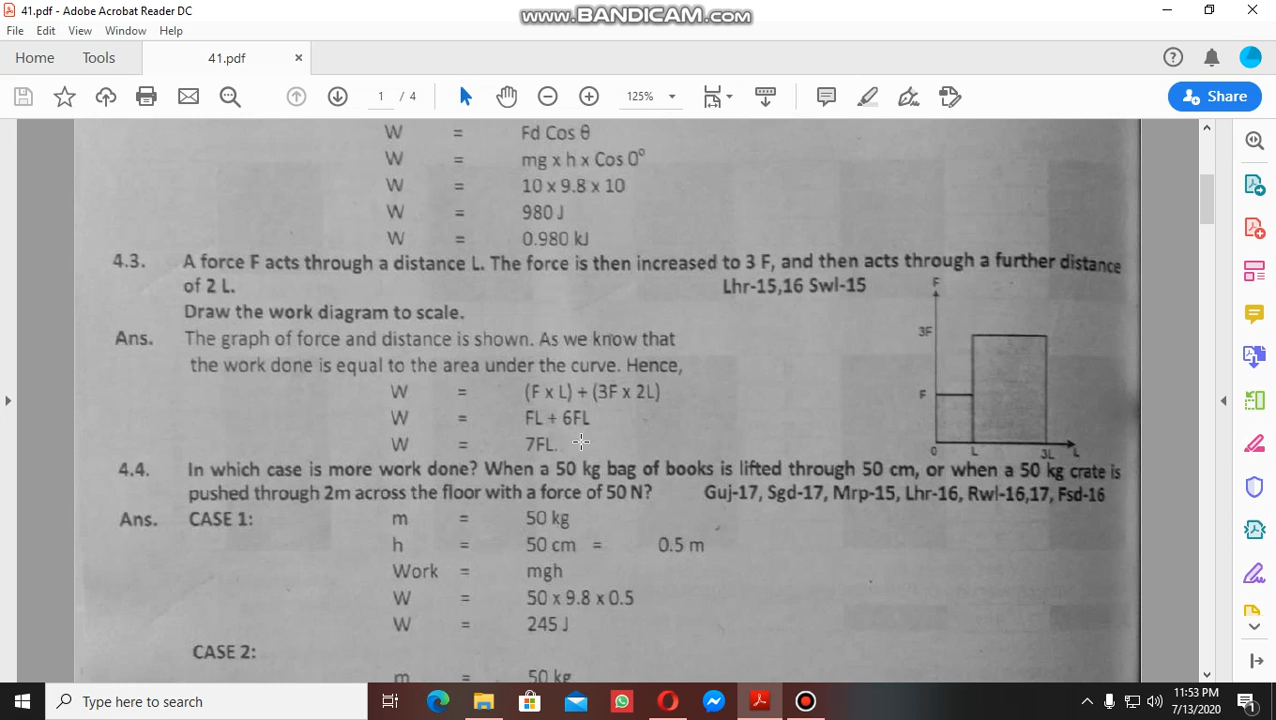 41.pdf - Adobe Acrobat Reader DC
www.BANDICAM.com
File Edit View Window Help
Home Tools 41.pdf ×
1 / 4 125% Share
W = Fd Cos θ
W = mg x h x Cos 0°
W = 10 x 9.8 x 10
W = 980 J
W = 0.980 kJ
4.3. A force F acts through a distance L. The force is then increased to 3 F, and then acts through a further distance
of 2 L. Lhr-15,16 Swl-15
Draw the work diagram to scale.
Ans. The graph of force and distance is shown. As we know that
the work done is equal to the area under the curve. Hence,
W = (F x L) + (3F x 2L)
W = FL + 6FL
W = 7FL.
F
3F
F
0 L 3L L
4.4. In which case is more work done? When a 50 kg bag of books is lifted through 50 cm, or when a 50 kg crate is
pushed through 2m across the floor with a force of 50 N? Guj-17, Sgd-17, Mrp-15, Lhr-16, Rwl-16,17, Fsd-16
Ans. CASE 1: m = 50 kg
h = 50 cm = 0.5 m
Work = mgh
W = 50 x 9.8 x 0.5
W = 245 J
CASE 2:
m = 50 kg
Type here to search
11:53 PM
7/13/2020
1